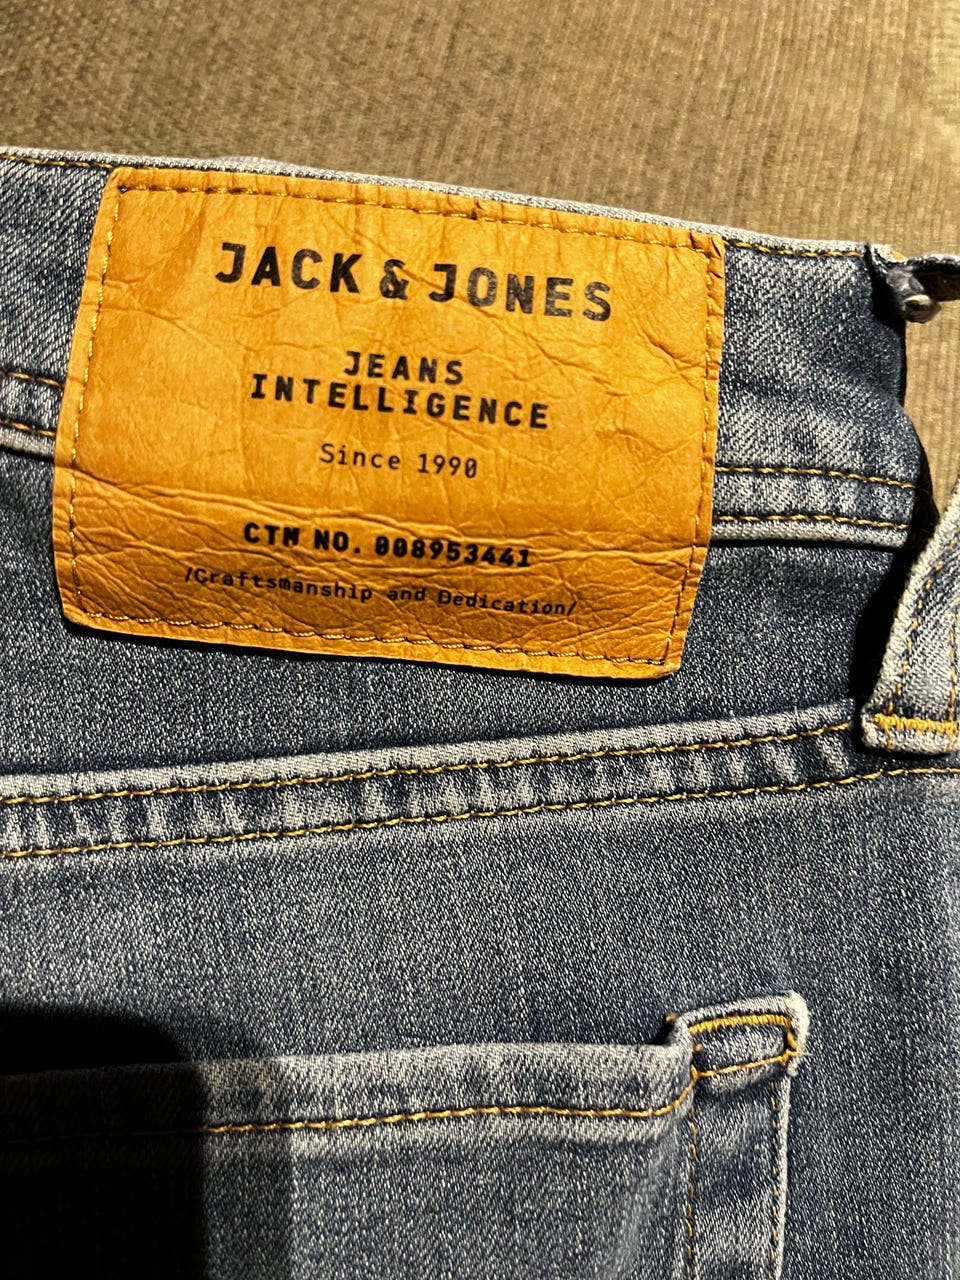 JACK & JONES
JEANS
INTELLIGENCE
Since 1990
CTM NO. 008953441
/Craftsmanship and Dedication/